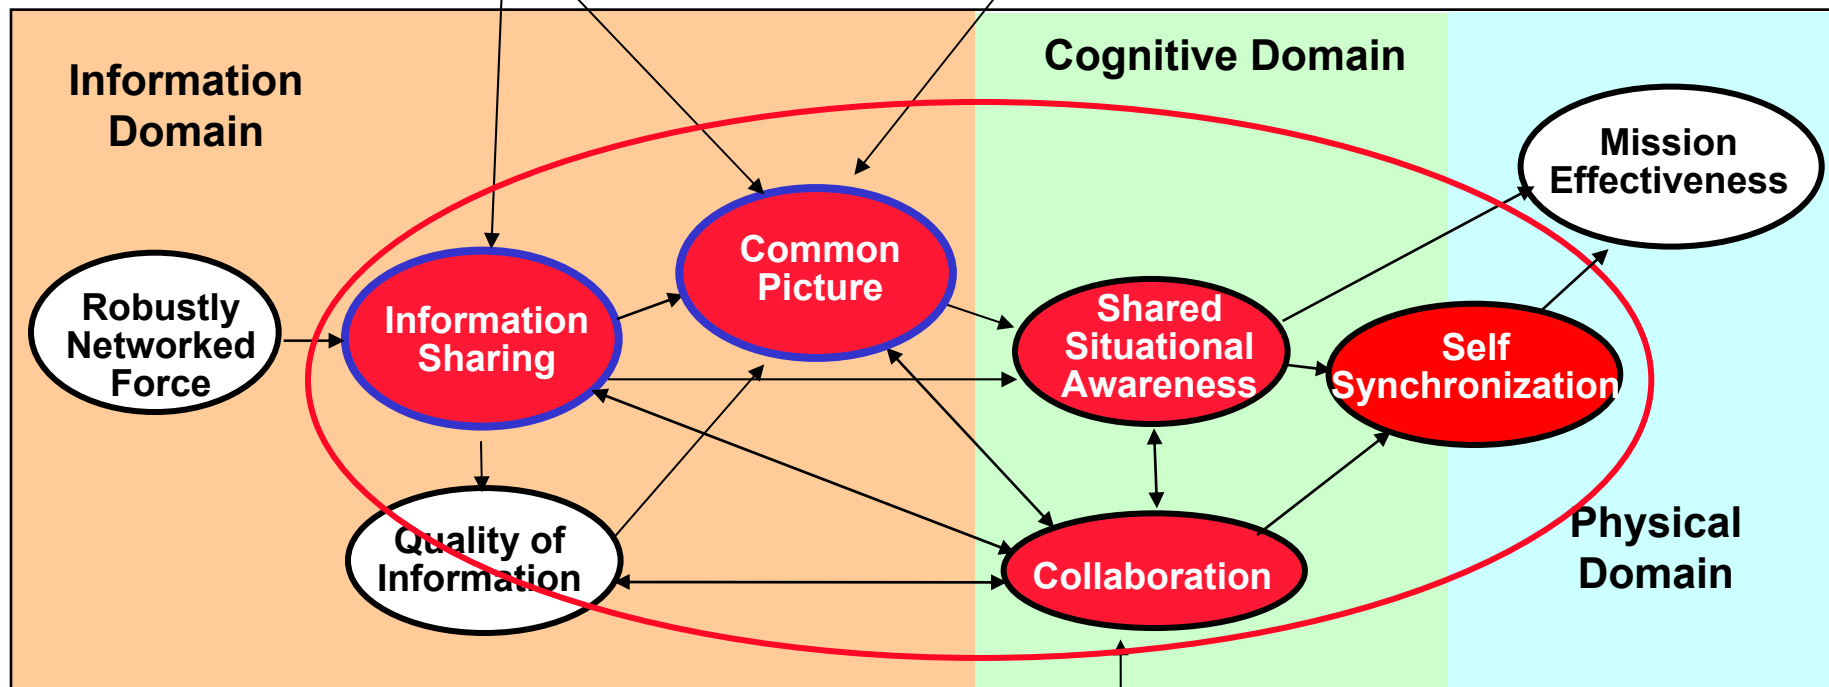 Information
Domain
Cognitive Domain
Mission
Effectiveness
Common
Picture
Robustly
Networked
Force
Information
Sharing
Shared
Situational
Awareness
Self
Synchronization
Quality of
Information
Collaboration
Physical
Domain